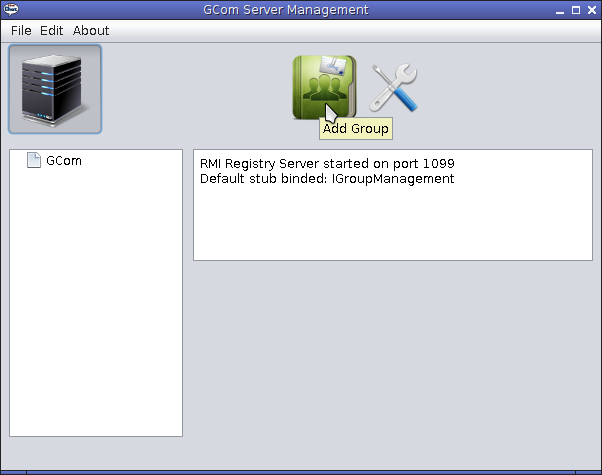 GCom Server Management
File Edit About
Add Group
GCom
RMI Registry Server started on port 1099
Default stub binded: IGroupManagement